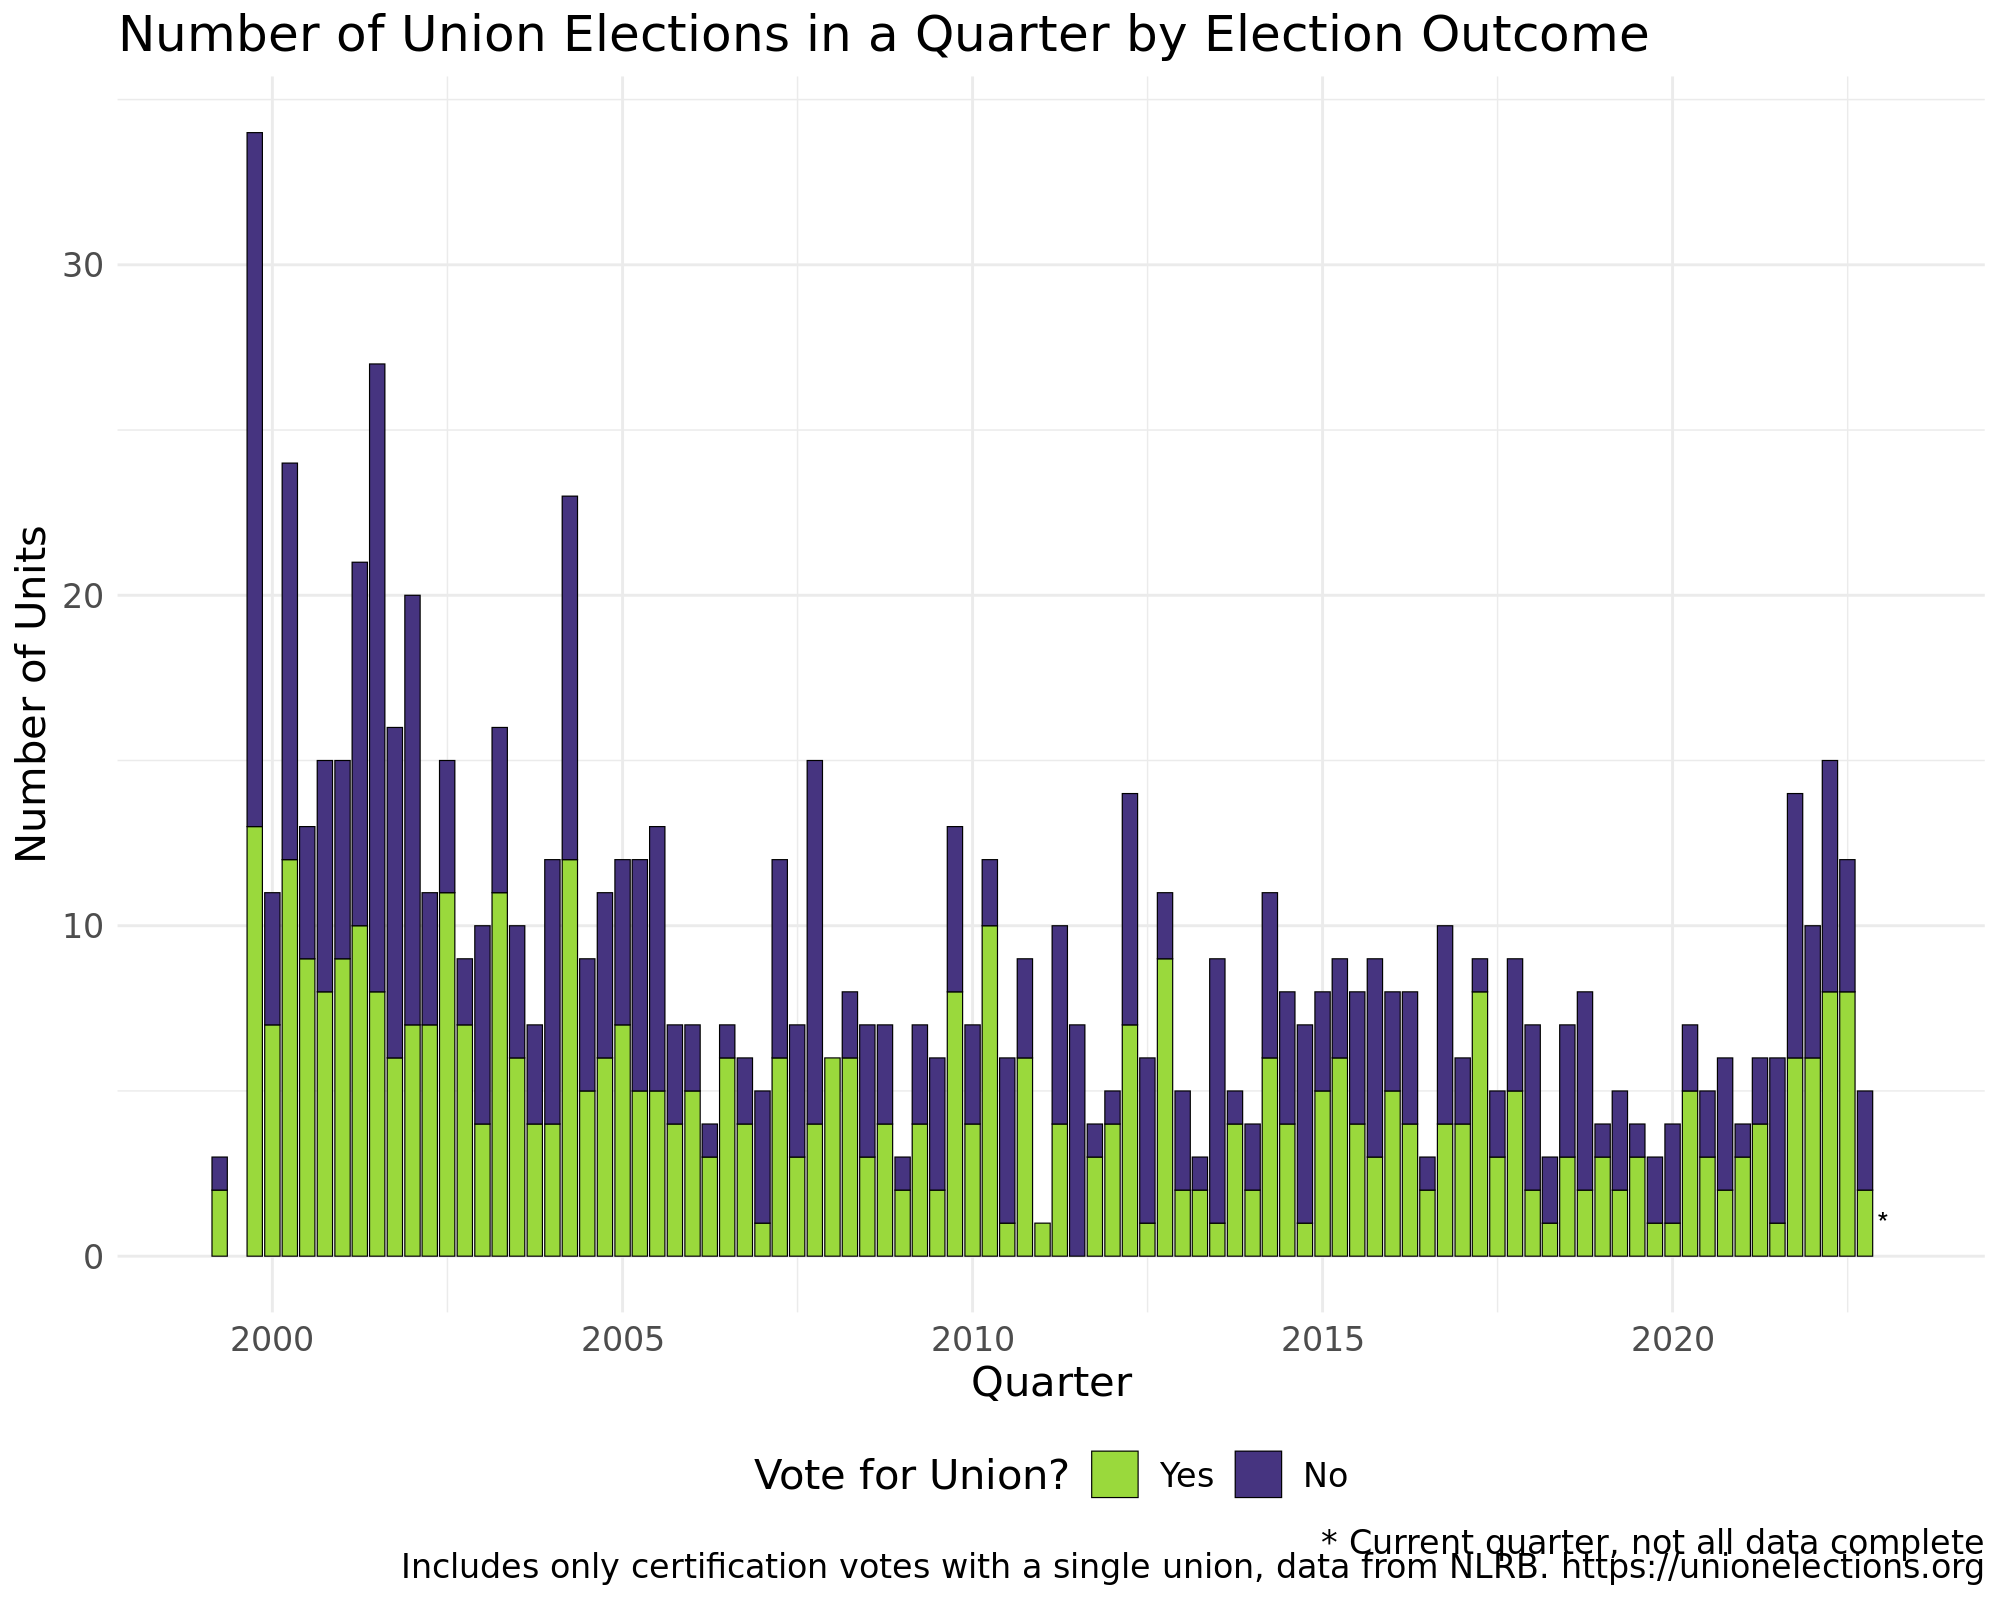 Number of Union Elections in a Quarter by Election Outcome
Number of Units
30
20
10
0
*
2000 2005 2010 2015 2020
Quarter
Vote for Union? Yes No
* Current quarter, not all data complete
Includes only certification votes with a single union, data from NLRB. https://unionelections.org